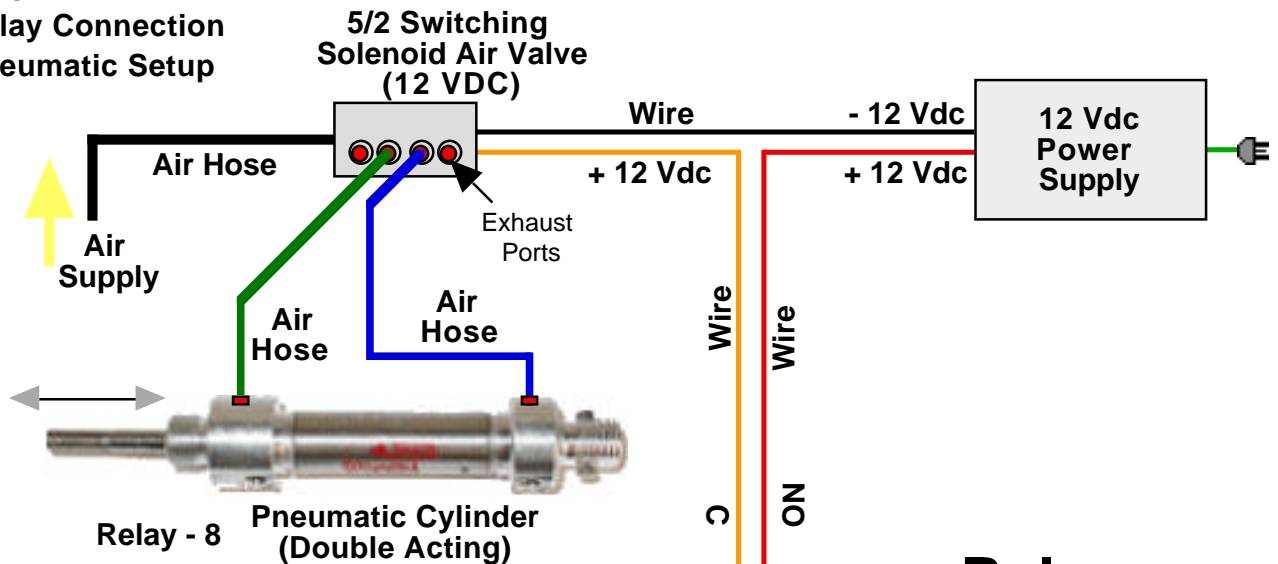 lay Connection
eumatic Setup
5/2 Switching
Solenoid Air Valve
(12 VDC)
Wire
- 12 Vdc
12 Vdc
Power
Supply
Air Hose
+ 12 Vdc
+ 12 Vdc
Exhaust
Ports
Air
Supply
Air
Hose
Air
Hose
Wire
Wire
C
NO
Relay - 8
Pneumatic Cylinder
(Double Acting)